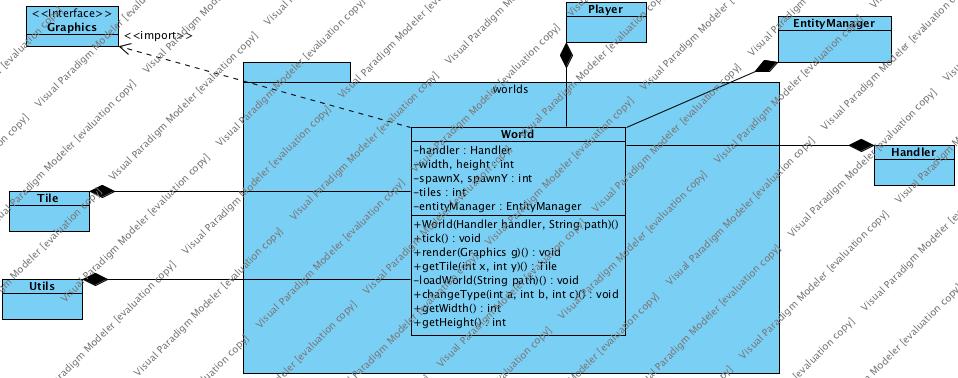 <<Interface>>
Graphics
<<import>>
Player
EntityManager
worlds
World
-handler : Handler
-width, height : int
-spawnX, spawnY : int
-tiles : int
-entityManager : EntityManager
+World(Handler handler, String path)()
+tick() : void
+render(Graphics g)() : void
+getTile(int x, int y)() : Tile
-loadWorld(String path)() : void
+changeType(int a, int b, int c)() : void
+getWidth() : int
+getHeight() : int
Handler
Tile
Utils
Visual Paradigm Modeler [evaluation copy]